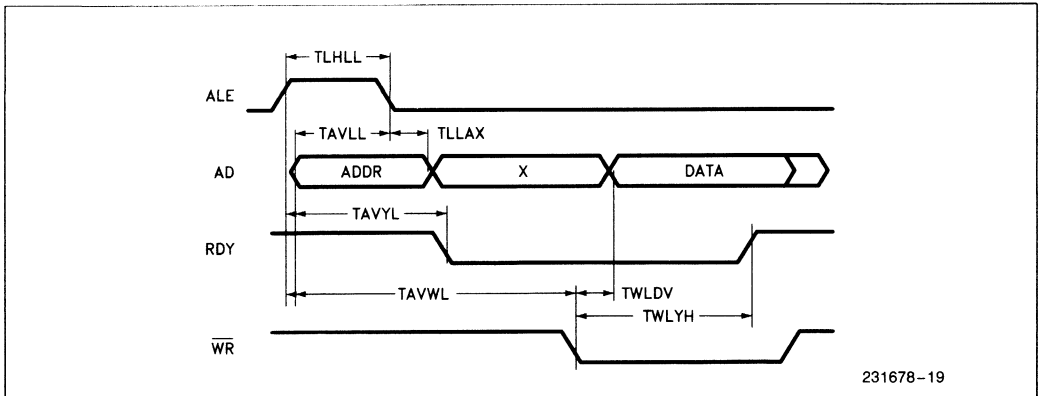 TLHLL
ALE
TAVLL TLLAX
AD ADDR X DATA
TAVYL
RDY
TAVWL TWLDV
TWLYH
WR
231678-19